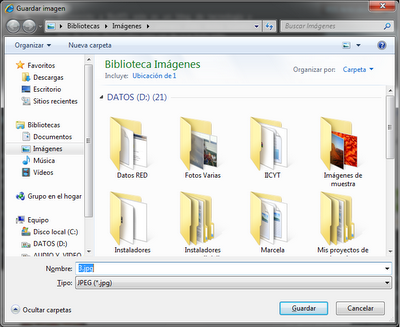 Guardar imagen
Bibliotecas
Imágenes
Buscar Imágenes
Organizar
Nueva carpeta
Favoritos
Descargas
Escritorio
Sitios recientes
Bibliotecas
Documentos
Imágenes
Música
Vídeos
Grupo en el hogar
Equipo
Disco local (C:)
DATOS (D:)
AUDIO Y VIDEO
Biblioteca Imágenes
Incluye: Ubicación de 1
Organizar por: Carpeta
DATOS (D:) (21)
Datos RED
Fotos Varias
IICYT
Imágenes de muestra
Instaladores
Instaladores
Marcela
Mis proyectos de
Nombre: 3.jpg
Tipo: JPEG (*.jpg)
Ocultar carpetas
Guardar
Cancelar